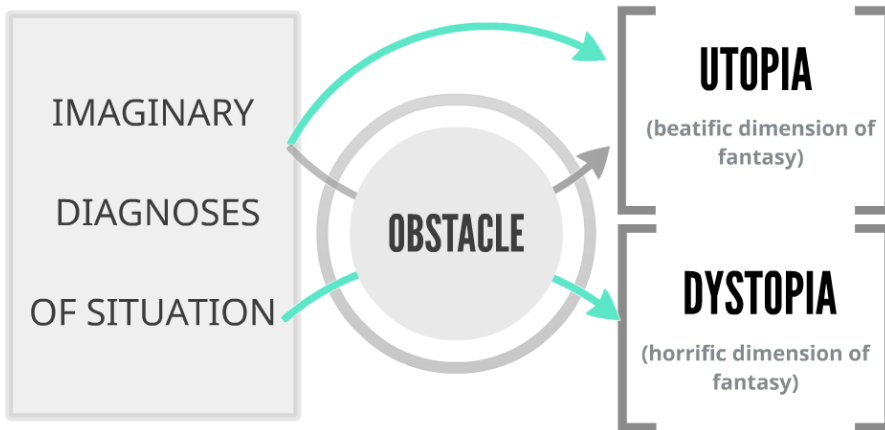 IMAGINARY
DIAGNOSES
OF SITUATION
OBSTACLE
UTOPIA
(beatific dimension of
fantasy)
DYSTOPIA
(horrific dimension of
fantasy)